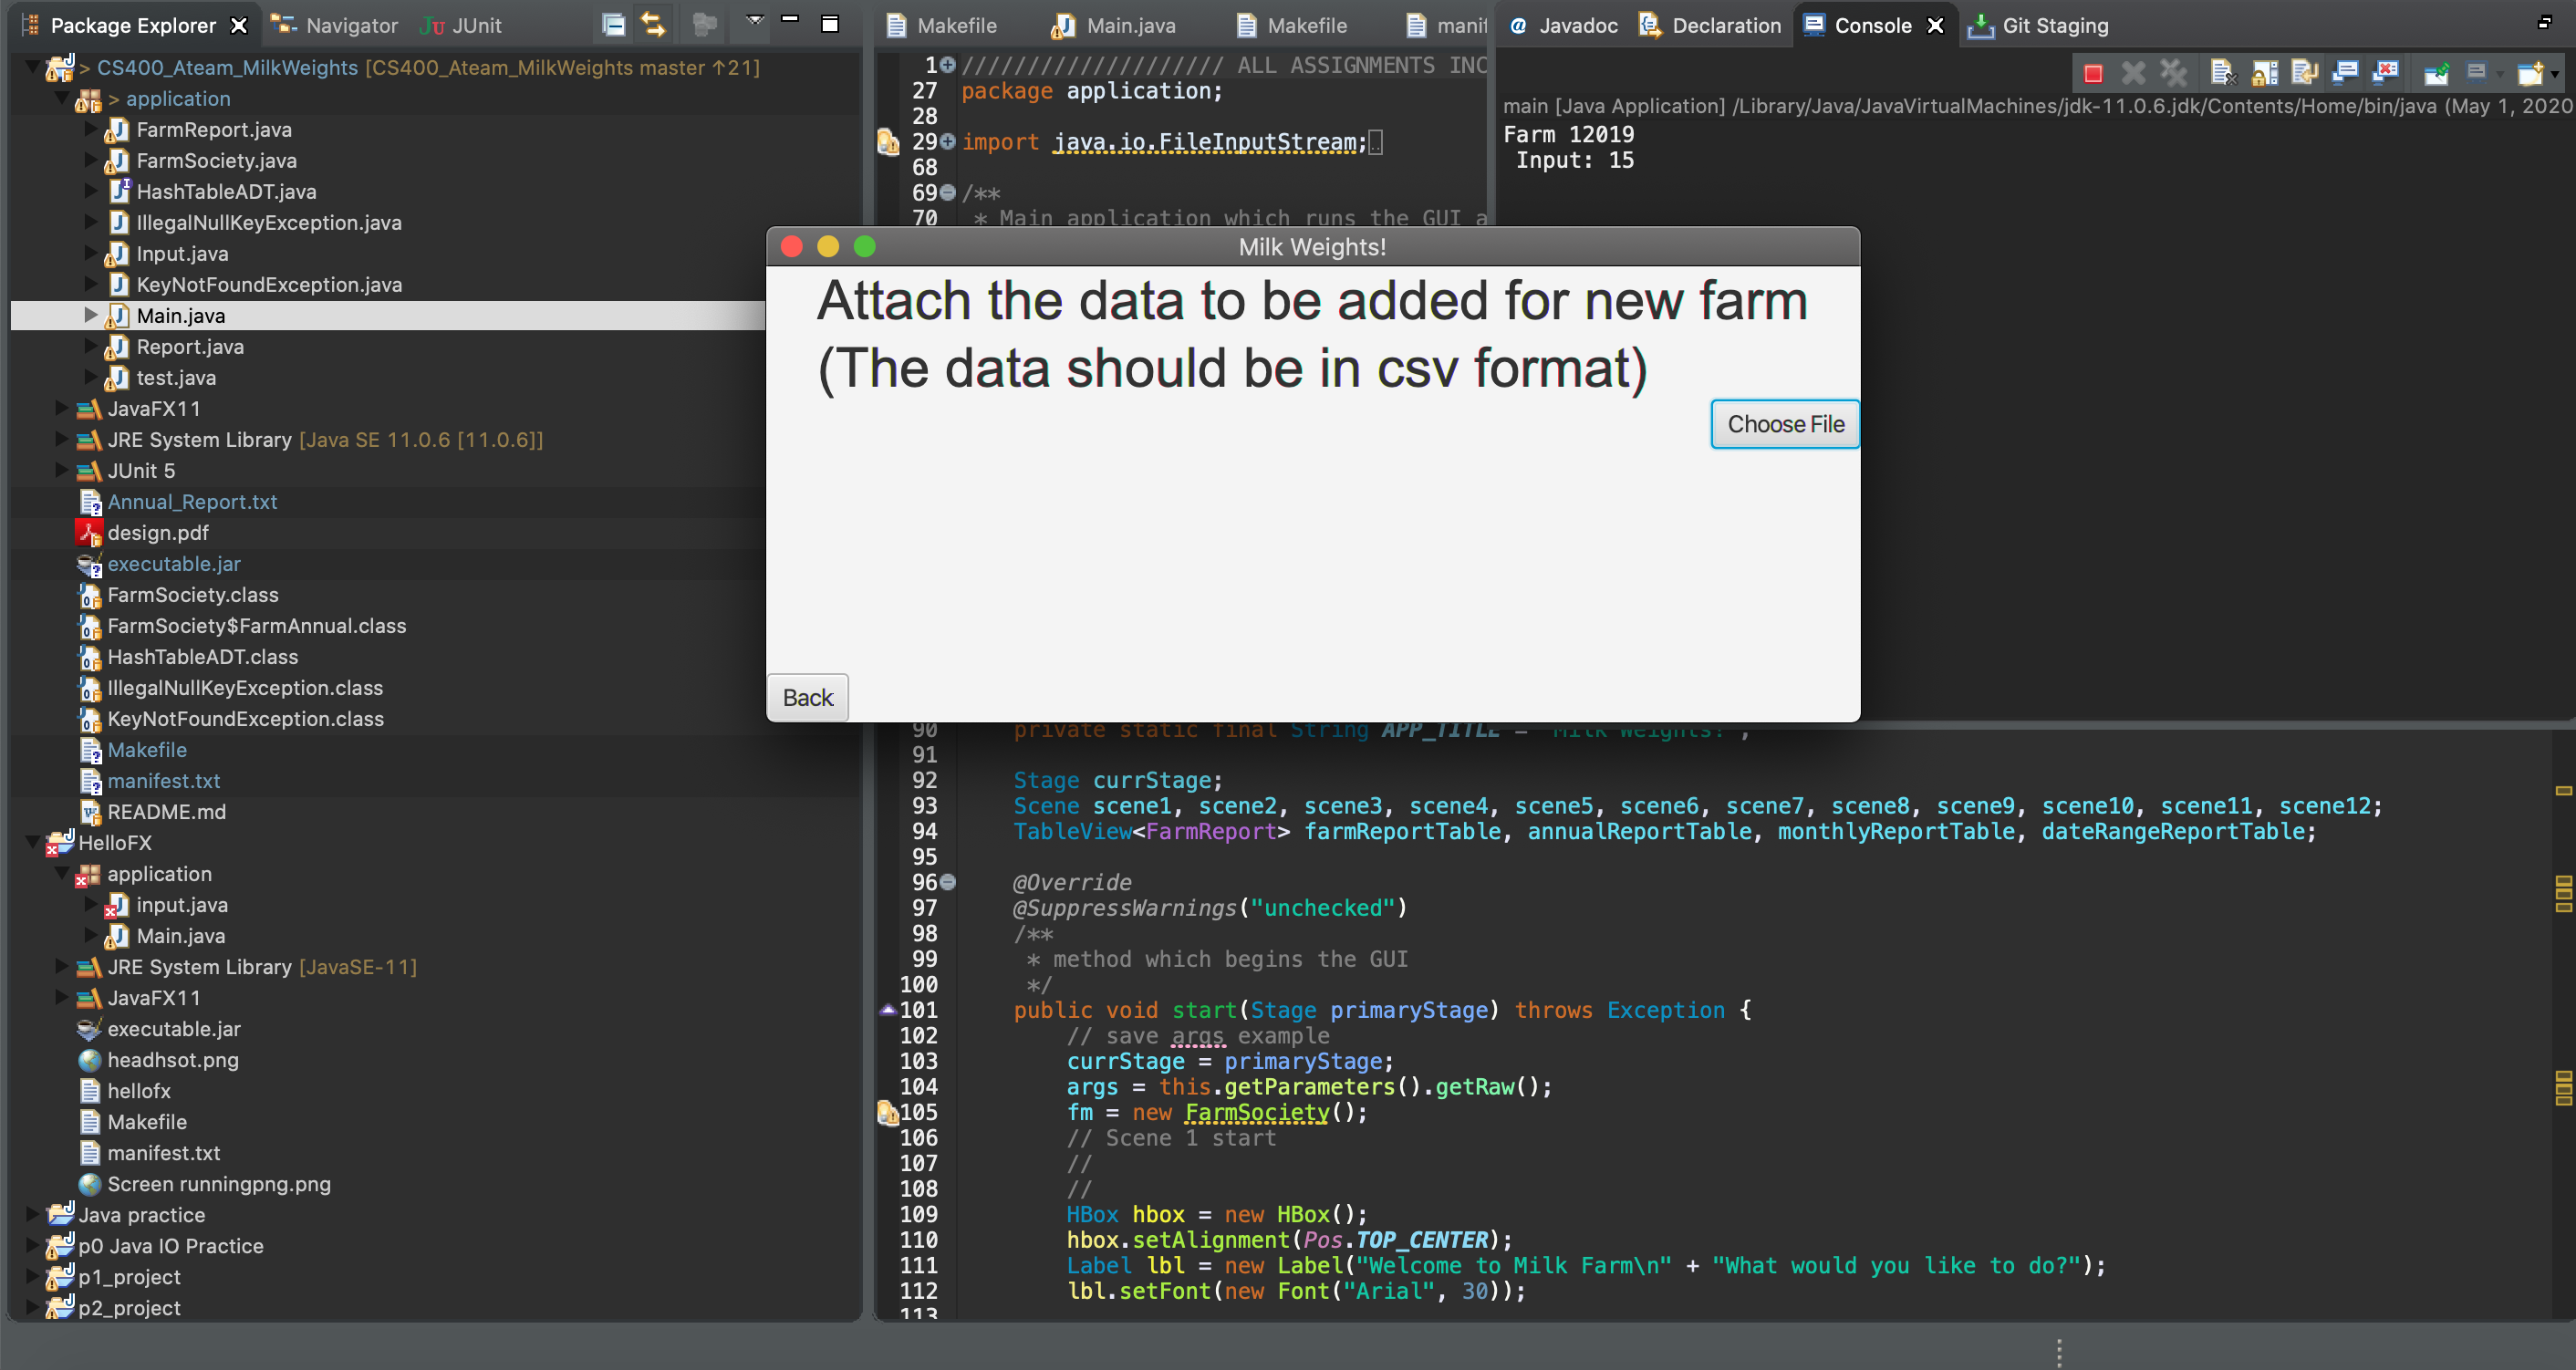 Package Explorer
Navigator
JUnit
> CS400_Ateam_MilkWeights [CS400_Ateam_MilkWeights master ↑21]
> application
FarmReport.java
FarmSociety.java
HashTableADT.java
IllegalNullKeyException.java
Input.java
KeyNotFoundException.java
Main.java
Report.java
test.java
JavaFX11
JRE System Library [Java SE 11.0.6 [11.0.6]]
JUnit 5
Annual_Report.txt
design.pdf
executable.jar
FarmSociety.class
FarmSociety$FarmAnnual.class
HashTableADT.class
IllegalNullKeyException.class
KeyNotFoundException.class
Makefile
manifest.txt
README.md
HelloFX
application
input.java
Main.java
JRE System Library [JavaSE-11]
JavaFX11
executable.jar
headhsot.png
hellofx
Makefile
manifest.txt
Screen runningpng.png
Java practice
p0 Java IO Practice
p1_project
p2_project
Makefile
Main.java
Makefile
manif
1 //////////////////// ALL ASSIGNMENTS INC
27 package application;
28
29 import java.io.FileInputStream;
68
69 /**
70 * Main application which runs the GUI a
Javadoc
Declaration
Console
Git Staging
main [Java Application] /Library/Java/JavaVirtualMachines/jdk-11.0.6.jdk/Contents/Home/bin/java (May 1, 2020
Farm 12019
Input: 15
Milk Weights!
Attach the data to be added for new farm
(The data should be in csv format)
Choose File
Back
90 private static final String APP_TITLE = "Milk Weights!";
91
92 Stage currStage;
93 Scene scene1, scene2, scene3, scene4, scene5, scene6, scene7, scene8, scene9, scene10, scene11, scene12;
94 TableView<FarmReport> farmReportTable, annualReportTable, monthlyReportTable, dateRangeReportTable;
95
96 @Override
97 @SuppressWarnings("unchecked")
98 /**
99 * method which begins the GUI
100 */
101 public void start(Stage primaryStage) throws Exception {
102 // save args example
103 currStage = primaryStage;
104 args = this.getParameters().getRaw();
105 fm = new FarmSociety();
106 // Scene 1 start
107 //
108 //
109 HBox hbox = new HBox();
110 hbox.setAlignment(Pos.TOP_CENTER);
111 Label lbl = new Label("Welcome to Milk Farm\n" + "What would you like to do?");
112 lbl.setFont(new Font("Arial", 30));
113